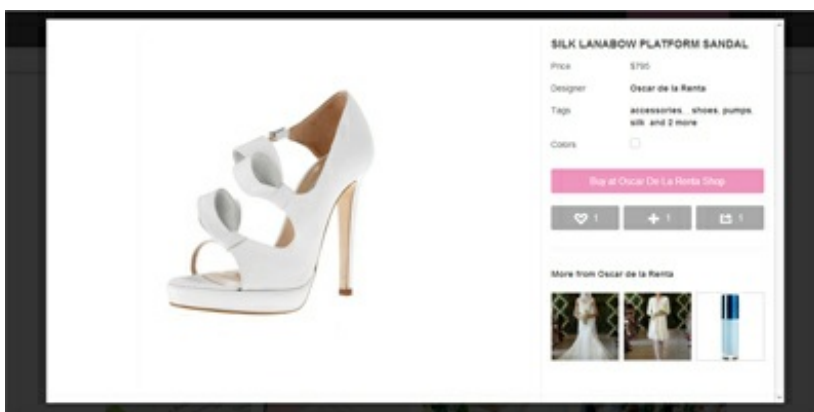 SILK LANABOW PLATFORM SANDAL
Price $795
Designer Oscar de la Renta
Tags accessories, , shoes, pumps,
silk and 2 more
Colors
Buy at Oscar De La Renta Shop
1 1 1
More from Oscar de la Renta